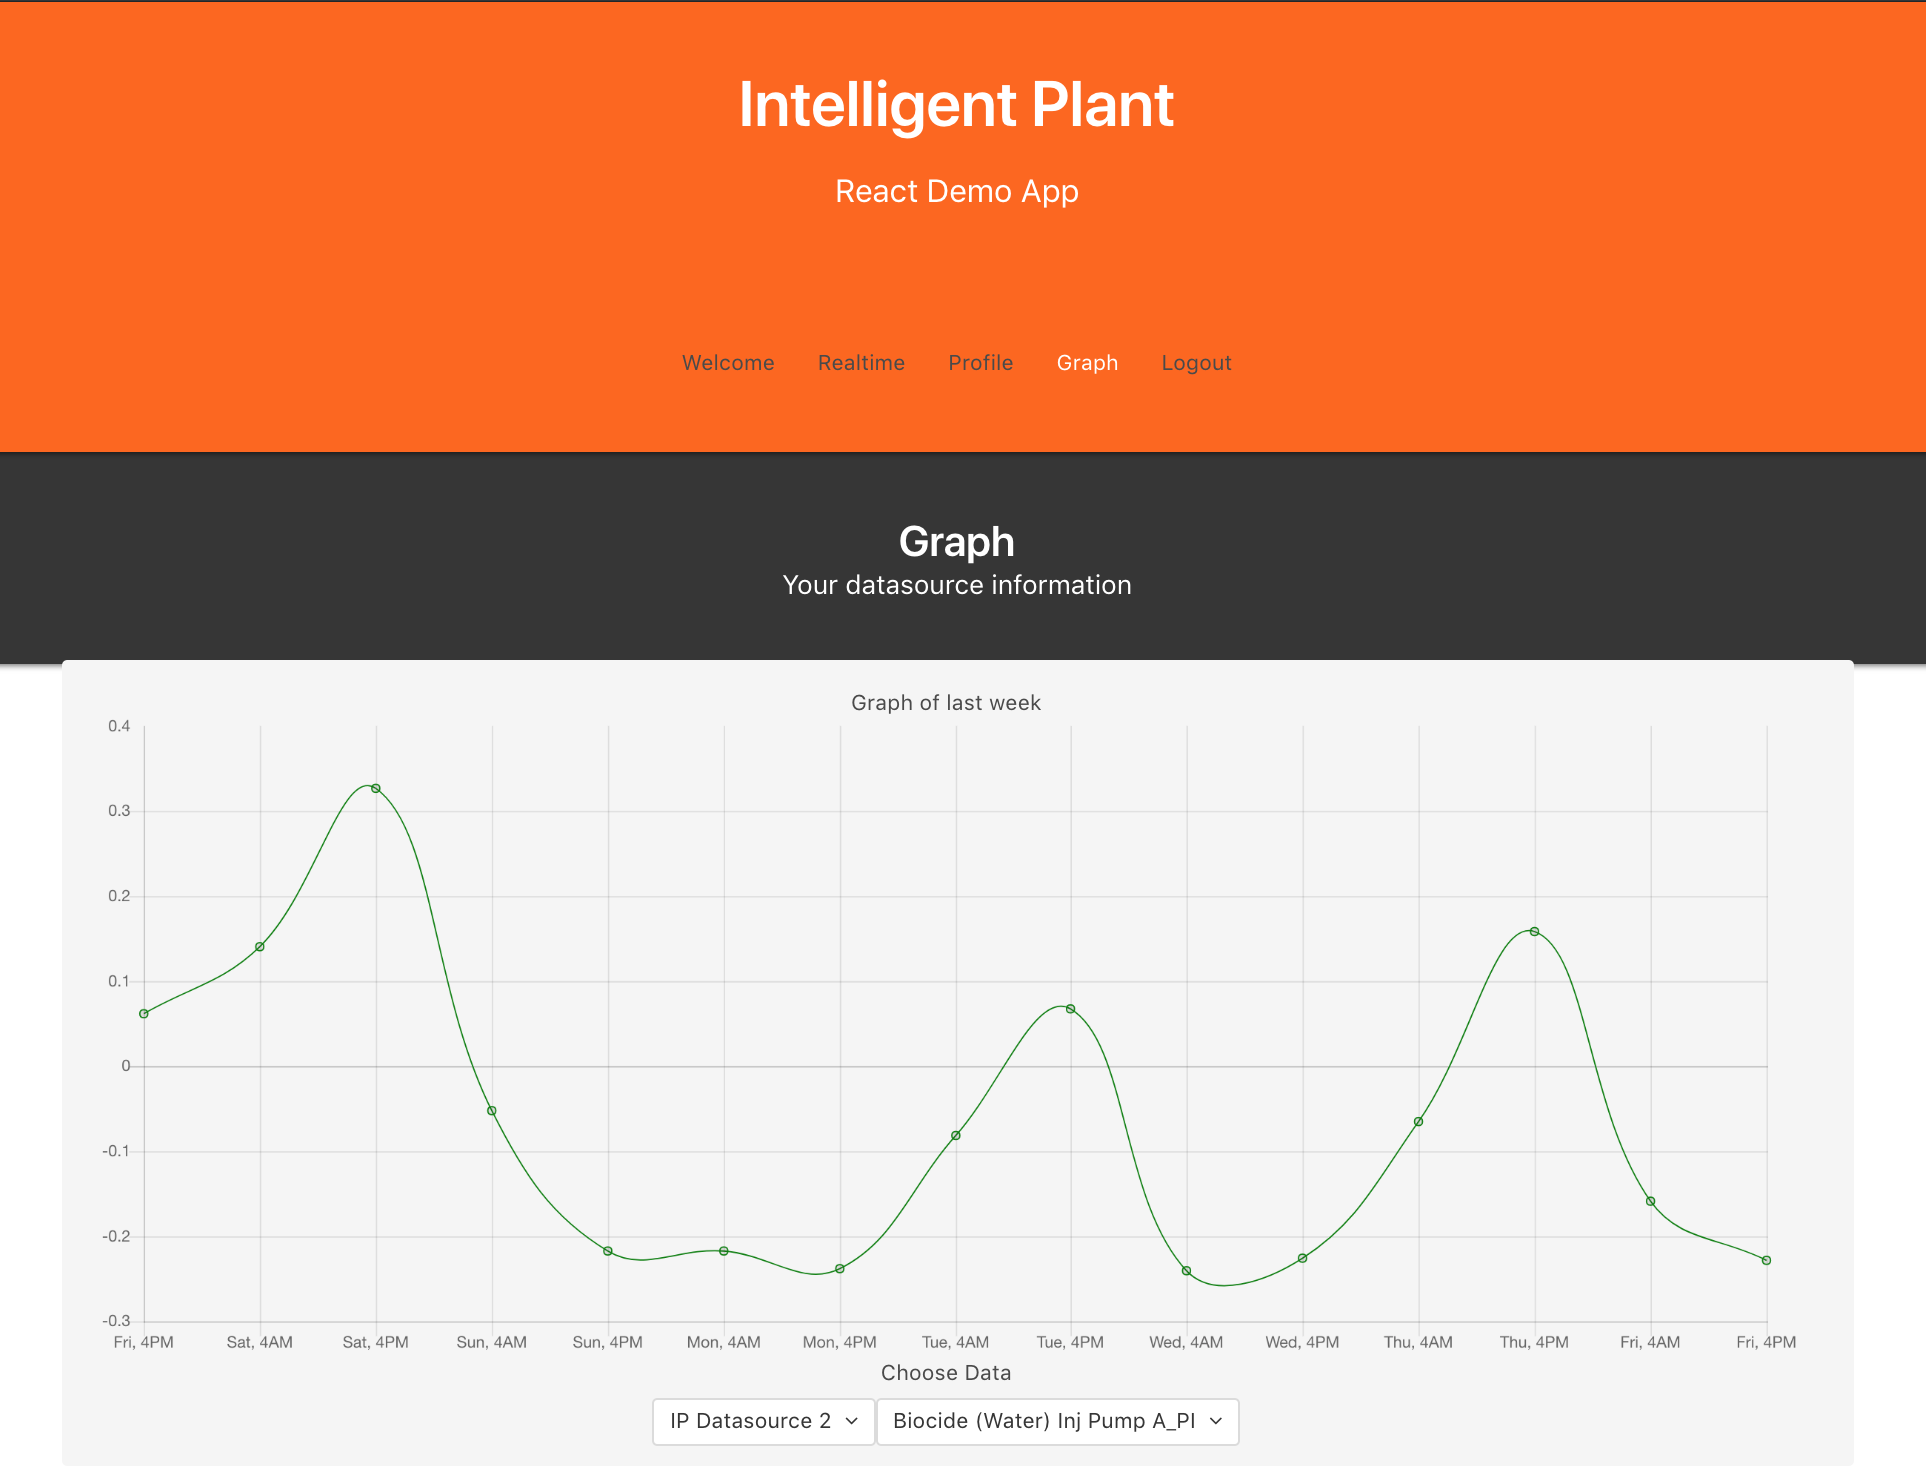 Intelligent Plant
React Demo App
Welcome Realtime Profile Graph Logout
Graph
Your datasource information
Graph of last week
0.4
0.3
0.2
0.1
0
-0.1
-0.2
-0.3
Fri, 4PM Sat, 4AM Sat, 4PM Sun, 4AM Sun, 4PM Mon, 4AM Mon, 4PM Tue, 4AM Tue, 4PM Wed, 4AM Wed, 4PM Thu, 4AM Thu, 4PM Fri, 4AM Fri, 4PM
Choose Data
IP Datasource 2 Biocide (Water) Inj Pump A_PI